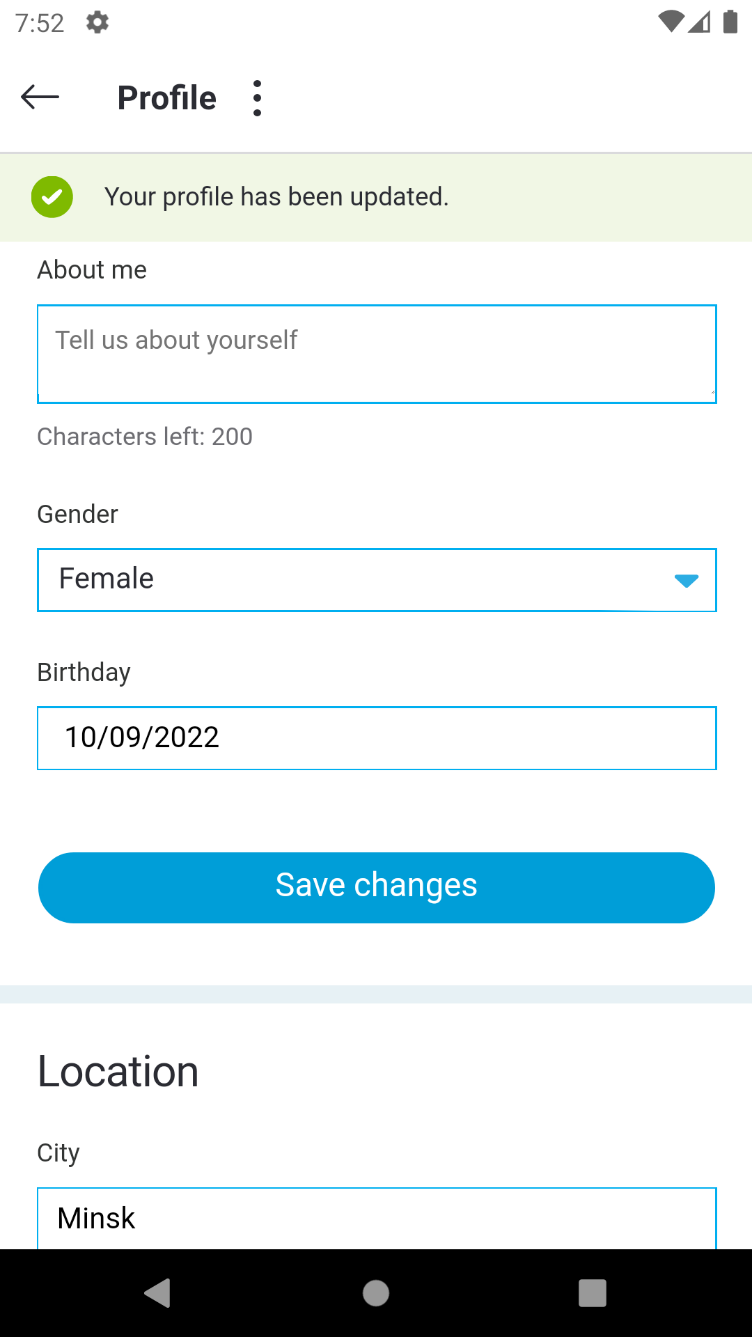 7:52
Profile
Your profile has been updated.
About me
Tell us about yourself
Characters left: 200
Gender
Female
Birthday
10/09/2022
Save changes
Location
City
Minsk